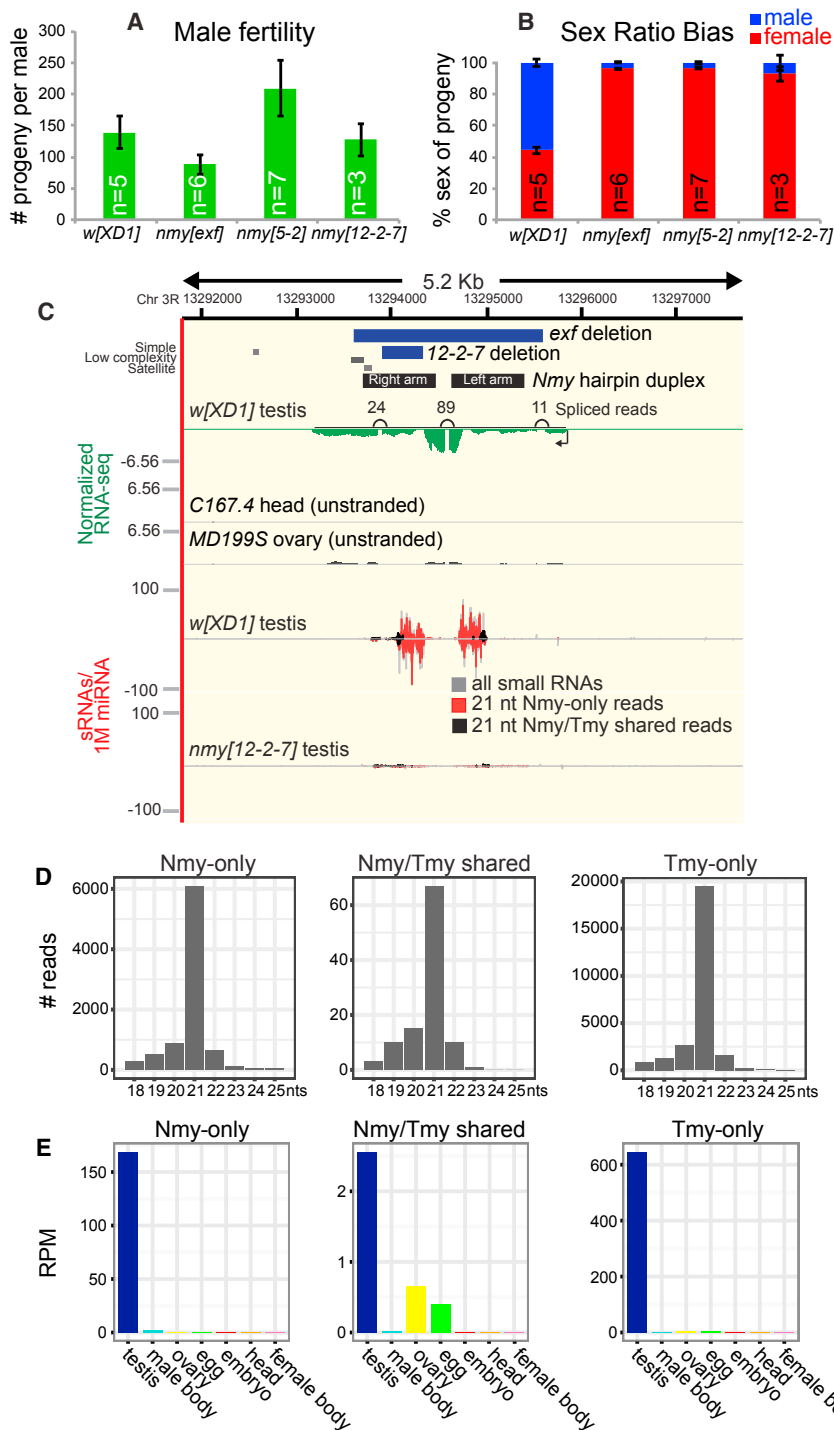 A Male fertility
# progeny per male
300
250
200
150
100
50
0
n=5
n=6
n=7
n=3
w[XD1] nmy[exf] nmy[5-2] nmy[12-2-7]
B Sex Ratio Bias
male
female
% sex of progeny
100
80
60
40
20
0
n=5
n=6
n=7
n=3
w[XD1] nmy[exf] nmy[5-2] nmy[12-2-7]
C
5.2 Kb
Chr 3R 13292000 13293000 13294000 13295000 13296000 13297000
exf deletion
Simple
Low complexity
Satellite
12-2-7 deletion
Right arm Left arm Nmy hairpin duplex
w[XD1] testis
24 89 11 Spliced reads
Normalized
RNA-seq
-6.56
6.56
C167.4 head (unstranded)
6.56
MD199S ovary (unstranded)
sRNAs/
1M miRNA
100
w[XD1] testis
-100
all small RNAs
21 nt Nmy-only reads
21 nt Nmy/Tmy shared reads
100
nmy[12-2-7] testis
-100
D
# reads
Nmy-only
6000
4000
2000
0
18 19 20 21 22 23 24 25nts
Nmy/Tmy shared
60
40
20
0
18 19 20 21 22 23 24 25nts
Tmy-only
20000
15000
10000
5000
0
18 19 20 21 22 23 24 25nts
E
RPM
Nmy-only
150
100
50
0
testis
male body
ovary
egg
embryo
head
female body
Nmy/Tmy shared
2
1
0
testis
male body
ovary
egg
embryo
head
female body
Tmy-only
600
400
200
0
testis
male body
ovary
egg
embryo
head
female body